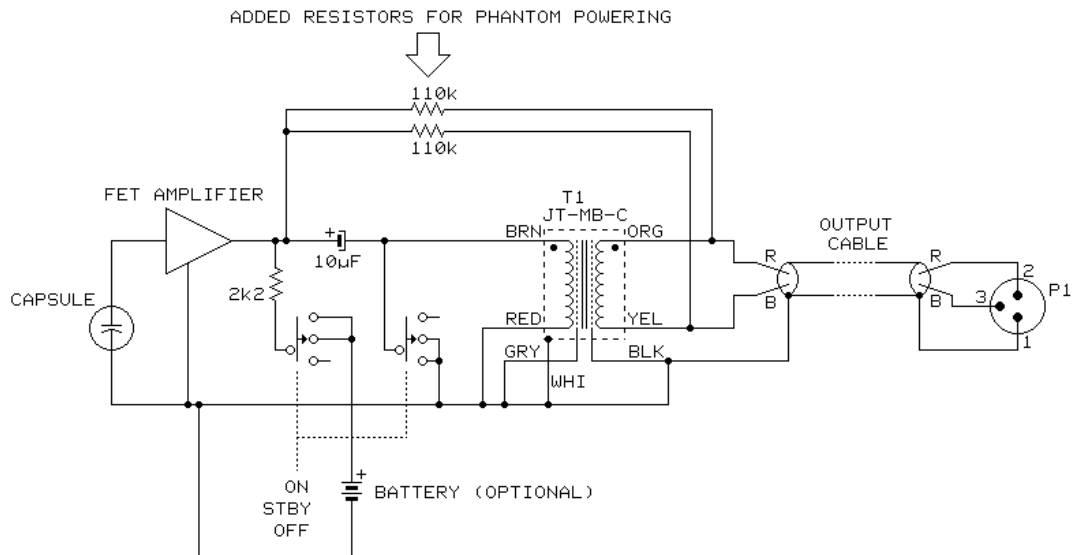 ADDED RESISTORS FOR PHANTOM POWERING
110k
110k
FET AMPLIFIER
T1
JT-MB-C
BRN
ORG
OUTPUT
CABLE
+
10µF
R
R
2
2k2
3
P1
CAPSULE
B
B
RED
YEL
1
GRY
BLK
WHI
+
ON
STBY
OFF
BATTERY (OPTIONAL)